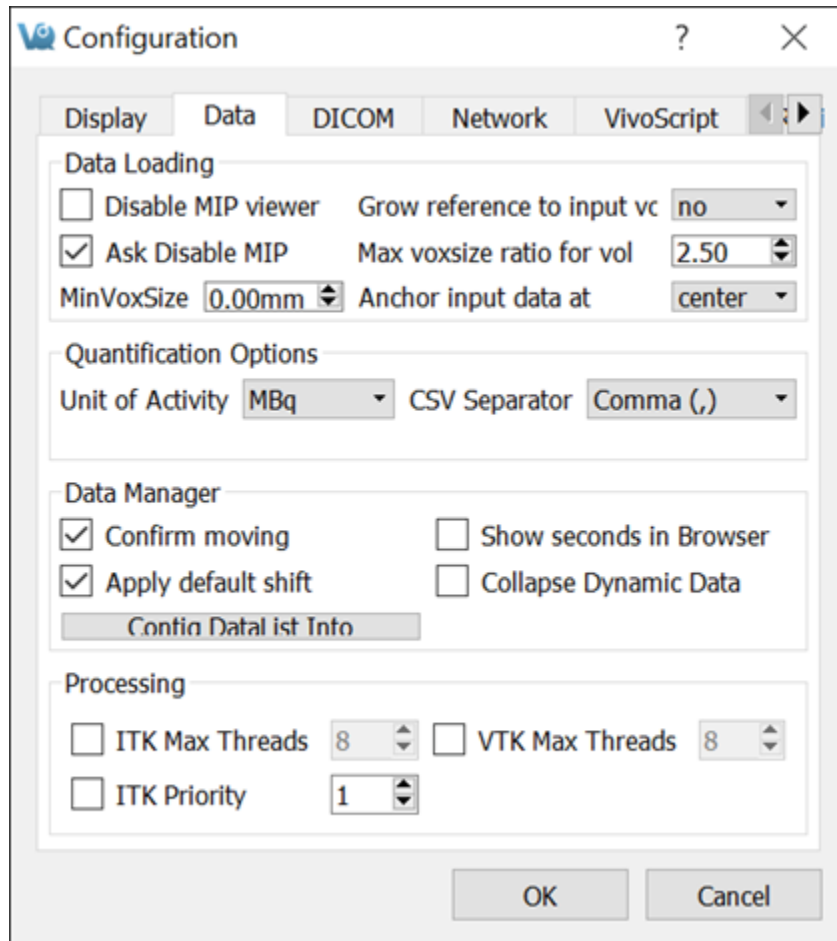 Configuration
Display Data DICOM Network VivoScript
Data Loading
Disable MIP viewer Grow reference to input vc no
Ask Disable MIP Max voxsize ratio for vol 2.50
MinVoxSize 0.00mm Anchor input data at center
Quantification Options
Unit of Activity MBq CSV Separator Comma (,)
Data Manager
Confirm moving Show seconds in Browser
Apply default shift Collapse Dynamic Data
Config DataList Info
Processing
ITK Max Threads 8 VTK Max Threads 8
ITK Priority 1
OK Cancel